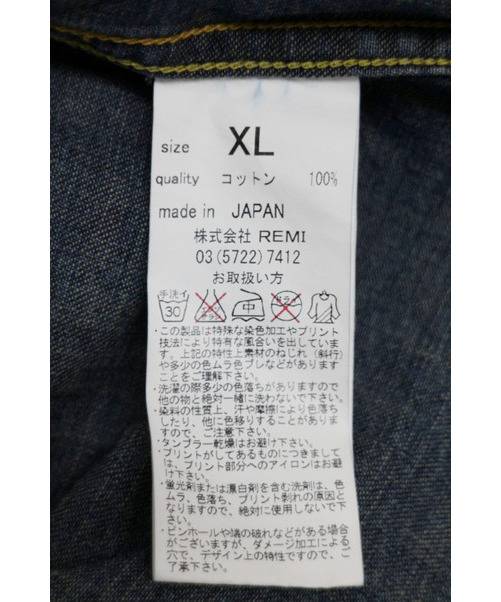 size XL
quality コットン 100%
made in JAPAN
株式会社 REMI
03(5722)7412
お取扱い方
手洗イ
30
・この製品は特殊な染色加工やプリント
技法により特有な風合いを出していま
す。上記の特性上素材のねじれ（斜行）
や多少の色ムラ色ブレなどがあります
ことをご理解下さい。
・洗濯の際多少の色落ちがありますので
他の物と絶対一緒に洗わないで下さい。
・染料の性質上、汗や摩擦により色落ち
したり、他に色移りすることがありま
すので、ご注意下さい。
・タンブラー乾燥はお避け下さい。
・プリントがしてあるものにつきまして
は、プリント部分へのアイロンはお避
け下さい。
・蛍光剤または漂白剤を含む洗剤は、色
ムラ、色落ち、プリント剥れの原因と
なりますので、絶対に使用しないで下
さい。
・ピンホールや端の破れなどがある場合
がございますが、ダメージ加工による
穴で、デザイン上の特性ですので、ご
了承下さい。